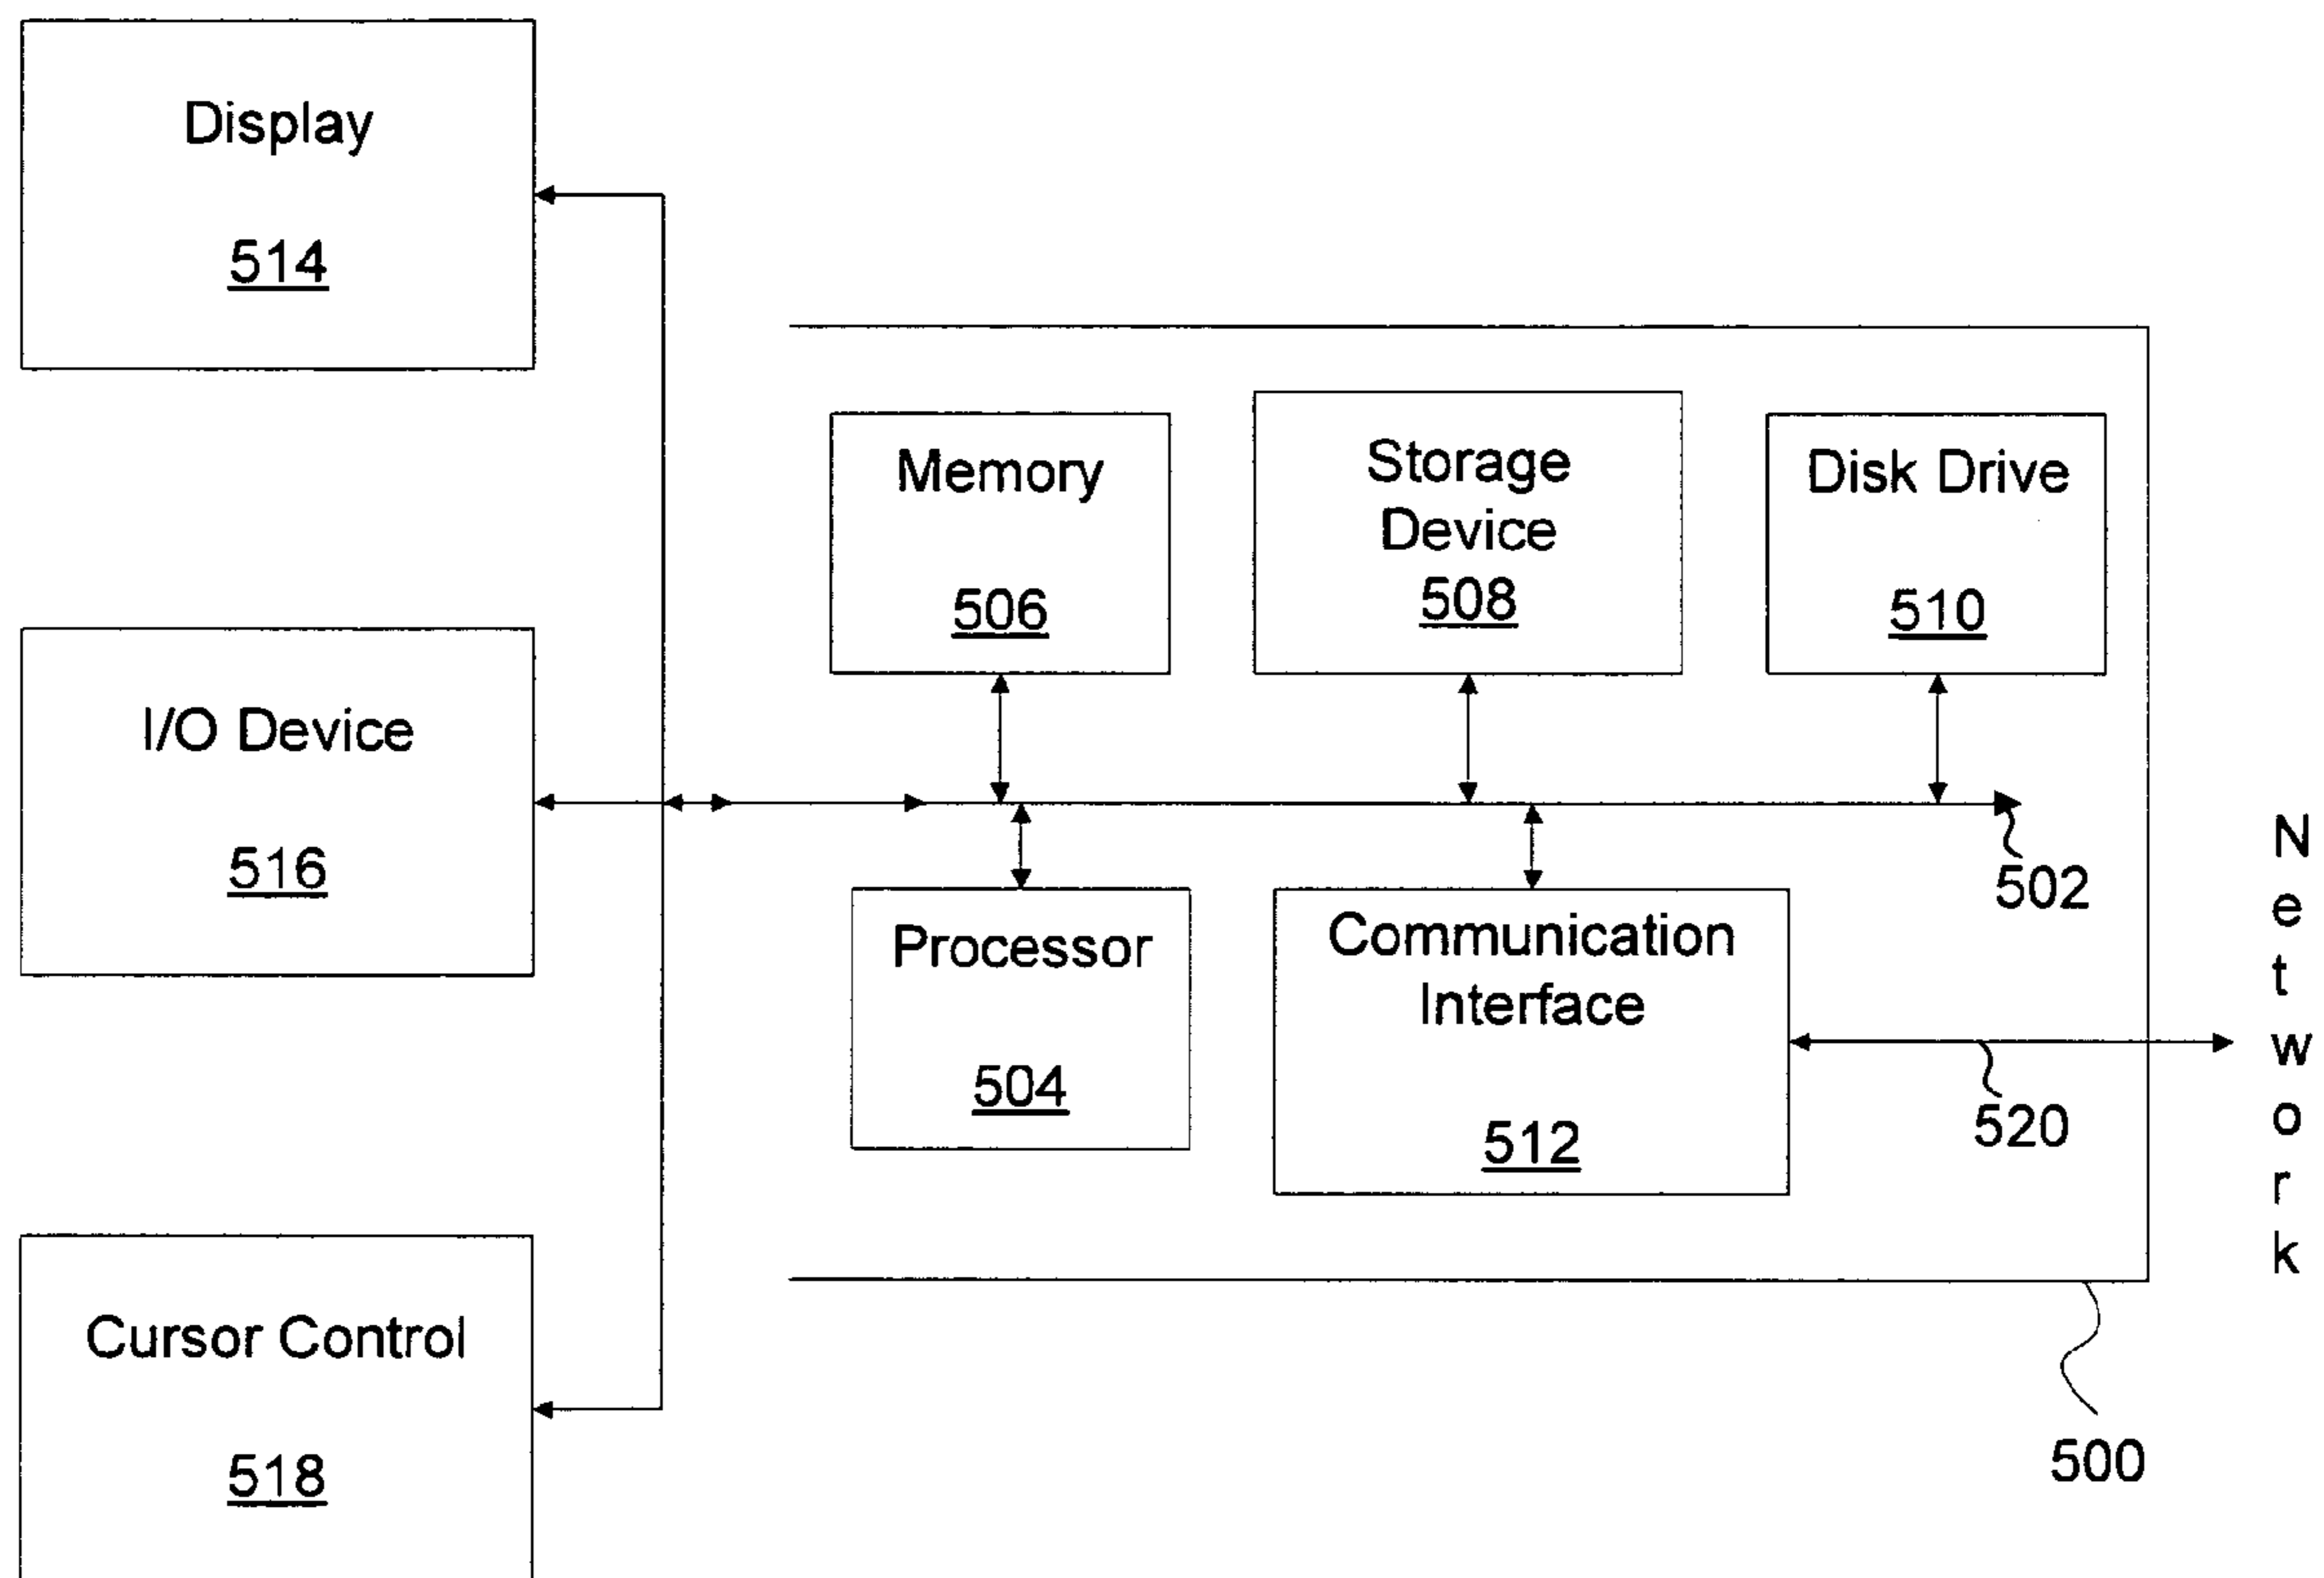 Display
514
Memory
506
Storage
Device
508
Disk Drive
510
I/O Device
516
502
Processor
504
Communication
Interface
512
520
Network
Cursor Control
518
500